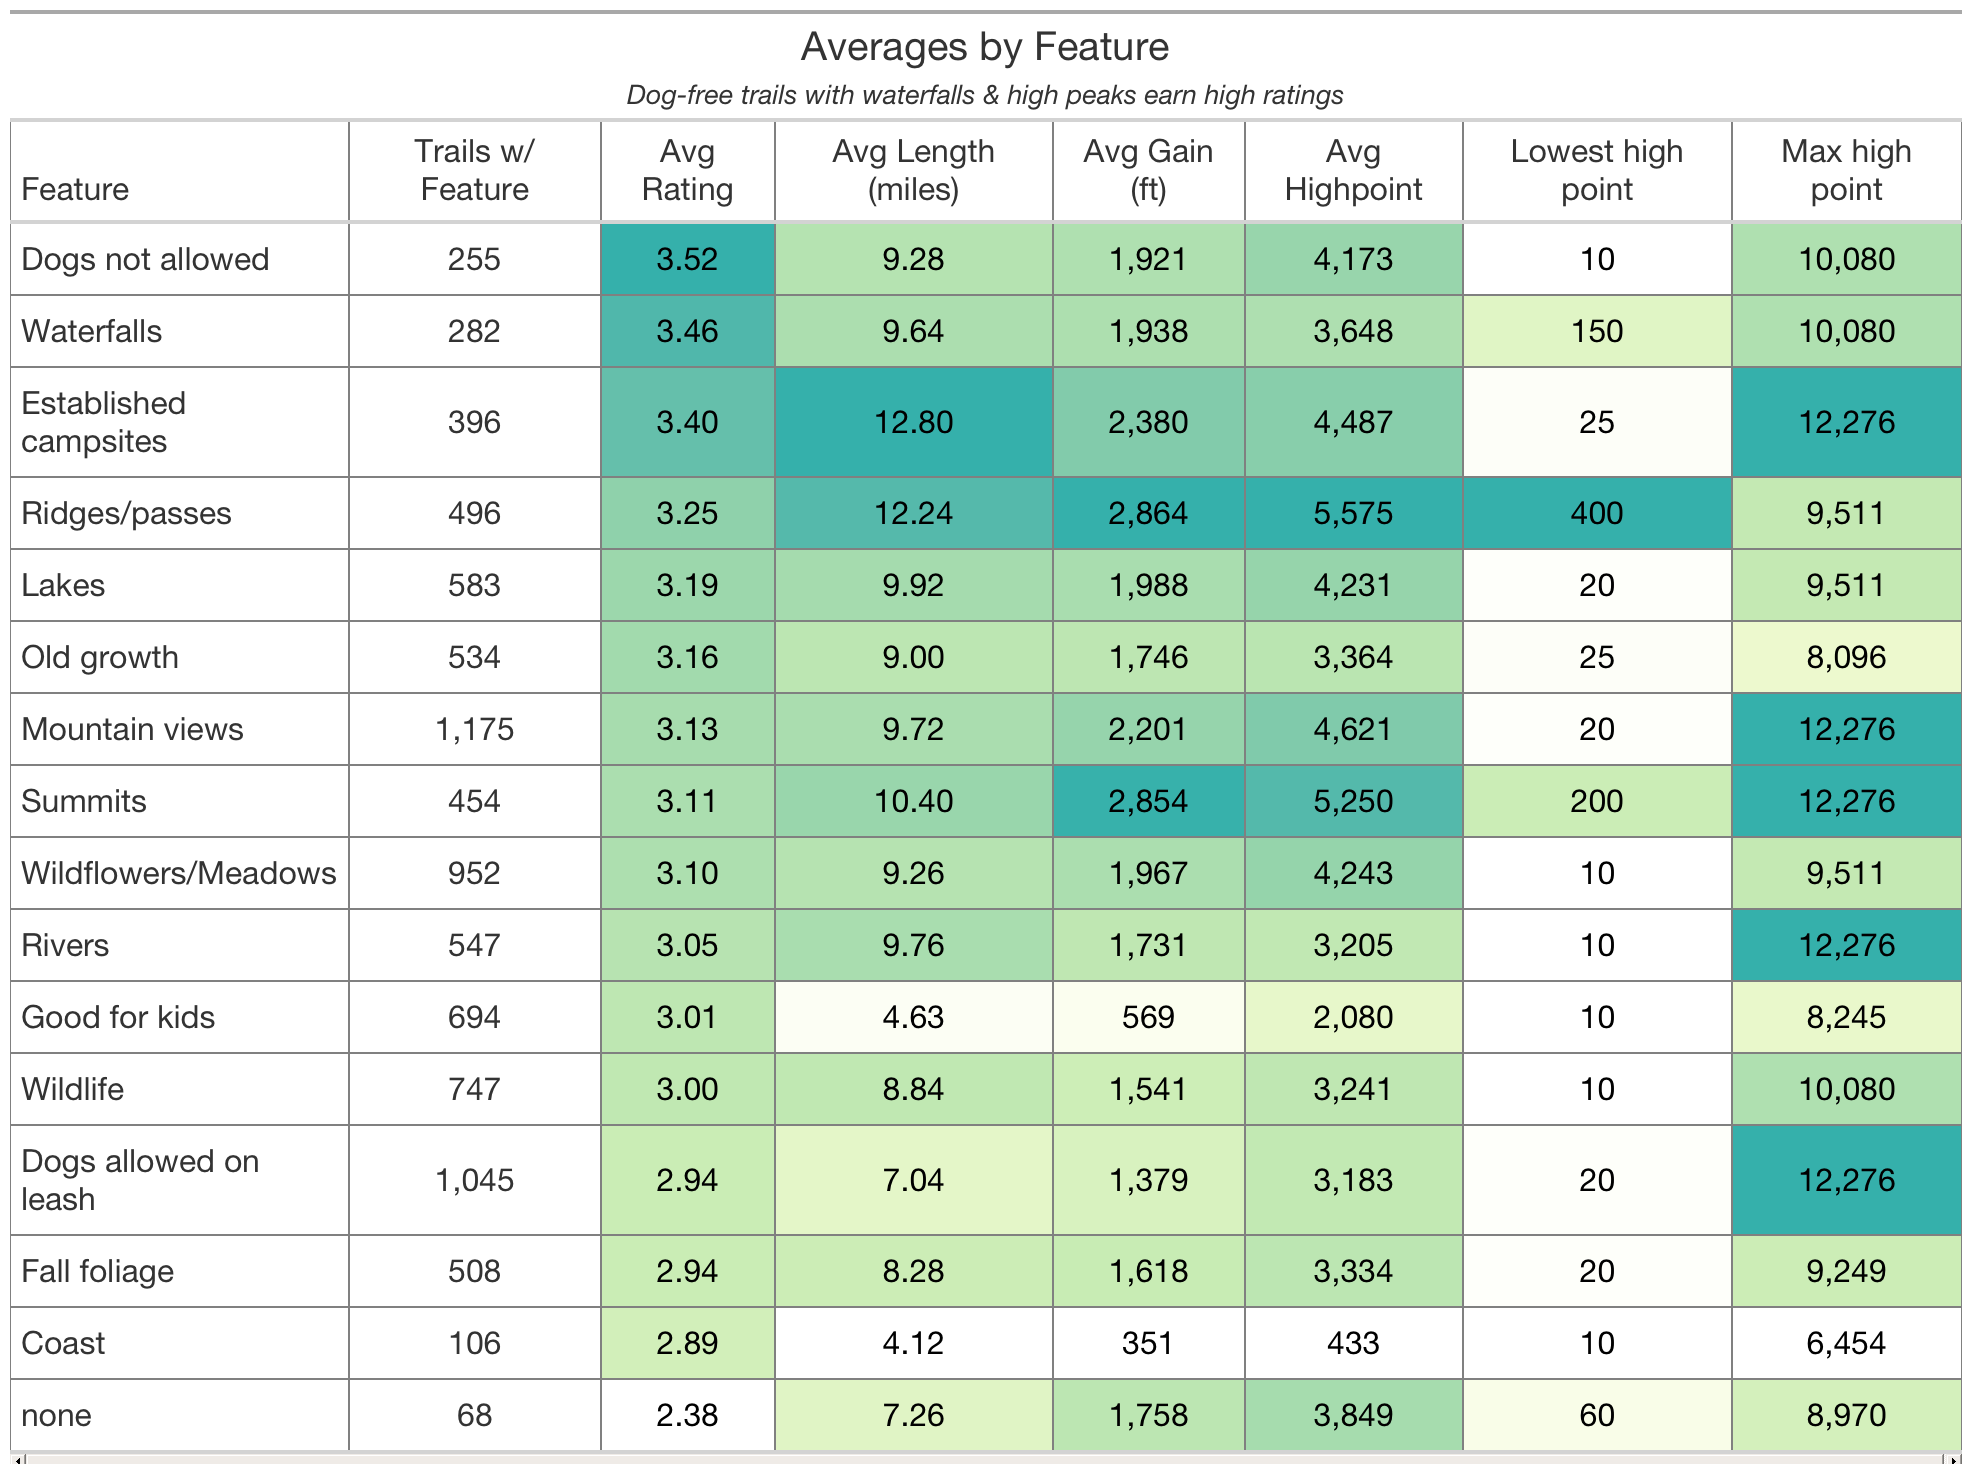 Averages by Feature
Dog-free trails with waterfalls & high peaks earn high ratings
Feature Trails w/ Feature Avg Rating Avg Length (miles) Avg Gain (ft) Avg Highpoint Lowest high point Max high point
Dogs not allowed 255 3.52 9.28 1,921 4,173 10 10,080
Waterfalls 282 3.46 9.64 1,938 3,648 150 10,080
Established campsites 396 3.40 12.80 2,380 4,487 25 12,276
Ridges/passes 496 3.25 12.24 2,864 5,575 400 9,511
Lakes 583 3.19 9.92 1,988 4,231 20 9,511
Old growth 534 3.16 9.00 1,746 3,364 25 8,096
Mountain views 1,175 3.13 9.72 2,201 4,621 20 12,276
Summits 454 3.11 10.40 2,854 5,250 200 12,276
Wildflowers/Meadows 952 3.10 9.26 1,967 4,243 10 9,511
Rivers 547 3.05 9.76 1,731 3,205 10 12,276
Good for kids 694 3.01 4.63 569 2,080 10 8,245
Wildlife 747 3.00 8.84 1,541 3,241 10 10,080
Dogs allowed on leash 1,045 2.94 7.04 1,379 3,183 20 12,276
Fall foliage 508 2.94 8.28 1,618 3,334 20 9,249
Coast 106 2.89 4.12 351 433 10 6,454
none 68 2.38 7.26 1,758 3,849 60 8,970